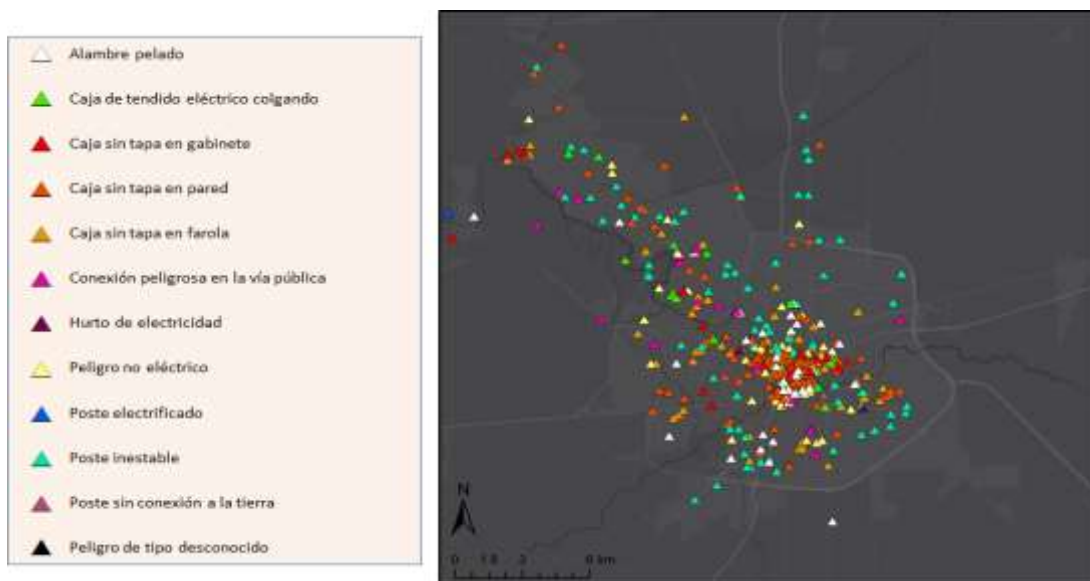 Alambre pelado
Caja de tendido eléctrico colgando
Caja sin tapa en gabinete
Caja sin tapa en pared
Caja sin tapa en farola
Conexión peligrosa en la vía pública
Hurto de electricidad
Peligro no eléctrico
Poste electrificado
Poste inestable
Poste sin conexión a la tierra
Peligro de tipo desconocido
N
0 3 6 km